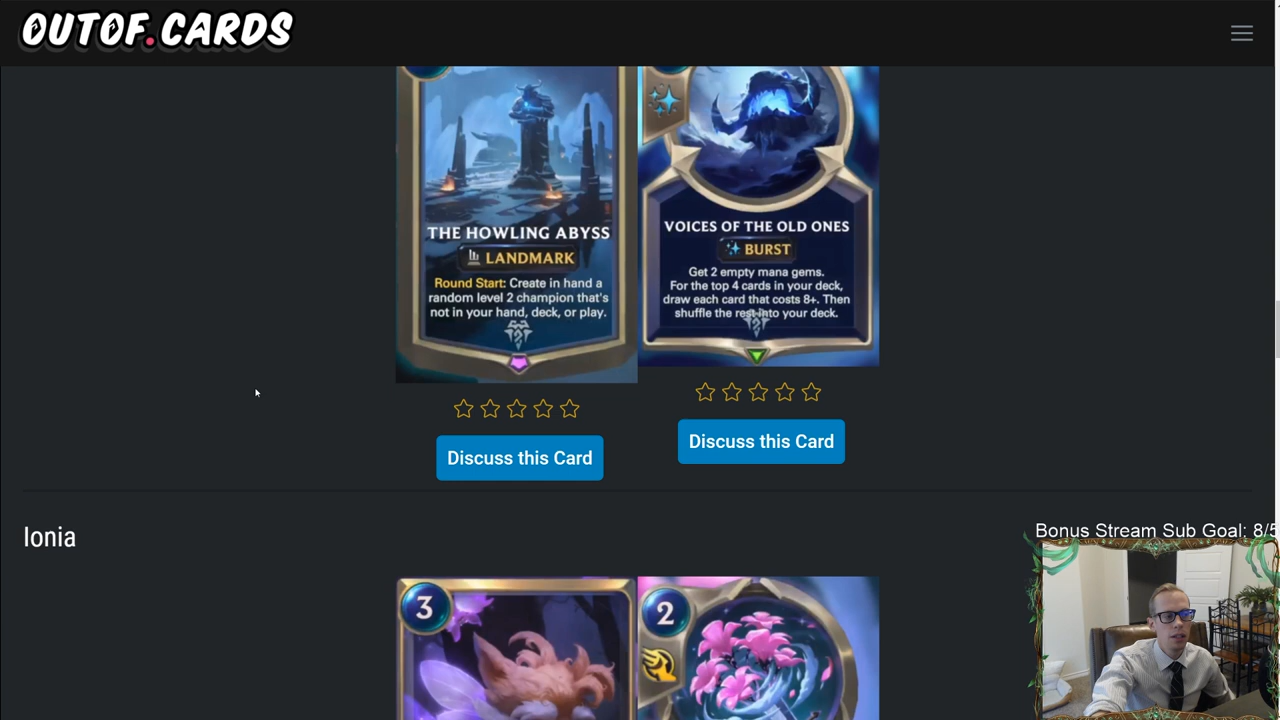 OUTOF.CARDS
THE HOWLING ABYSS
LANDMARK
Round Start: Create in hand a
random level 2 champion that's
not in your hand, deck, or play.
VOICES OF THE OLD ONES
BURST
Get 2 empty mana gems.
For the top 4 cards in your deck,
draw each card that costs 8+. Then
shuffle the rest into your deck.
Discuss this Card
Discuss this Card
Ionia
Bonus Stream Sub Goal: 8/5
3
2